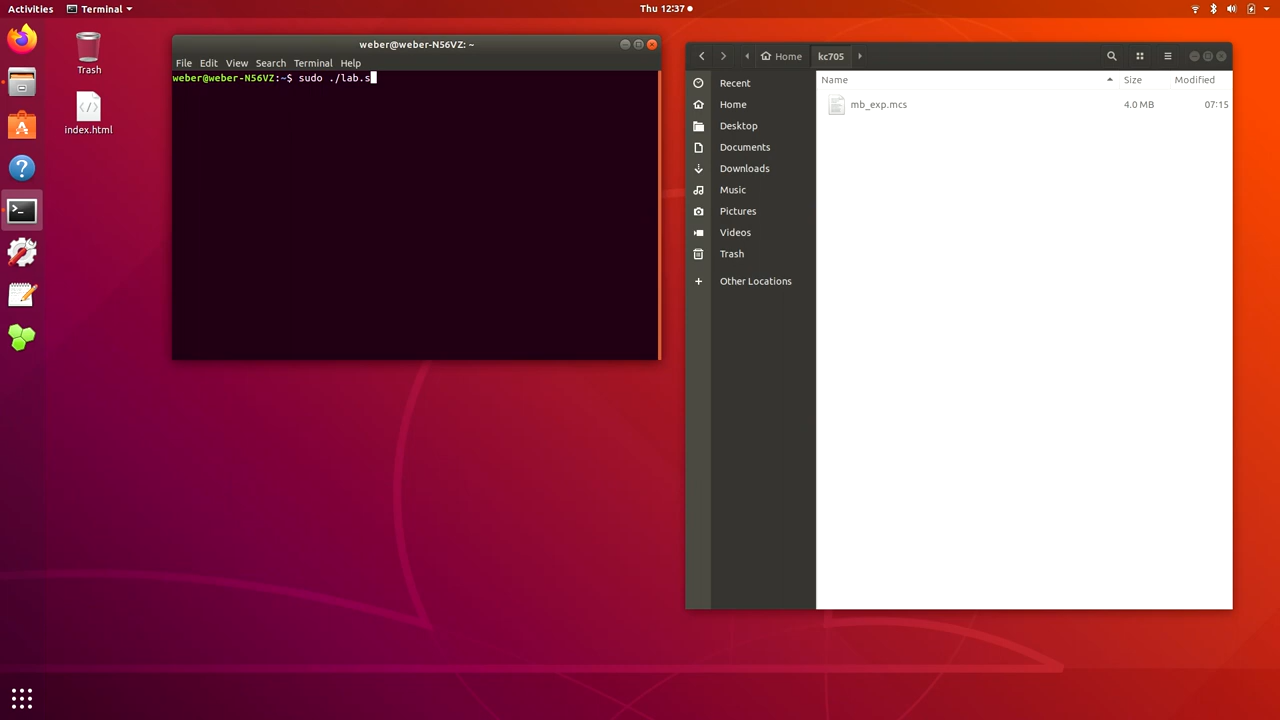 Activities
Terminal
Thu 12:37
Trash
index.html
weber@weber-N56VZ: ~
File Edit View Search Terminal Help
weber@weber-N56VZ:~$ sudo ./lab.s
Home kc705
Recent
Home
Desktop
Documents
Downloads
Music
Pictures
Videos
Trash
Other Locations
Name Size Modified
mb_exp.mcs 4.0 MB 07:15